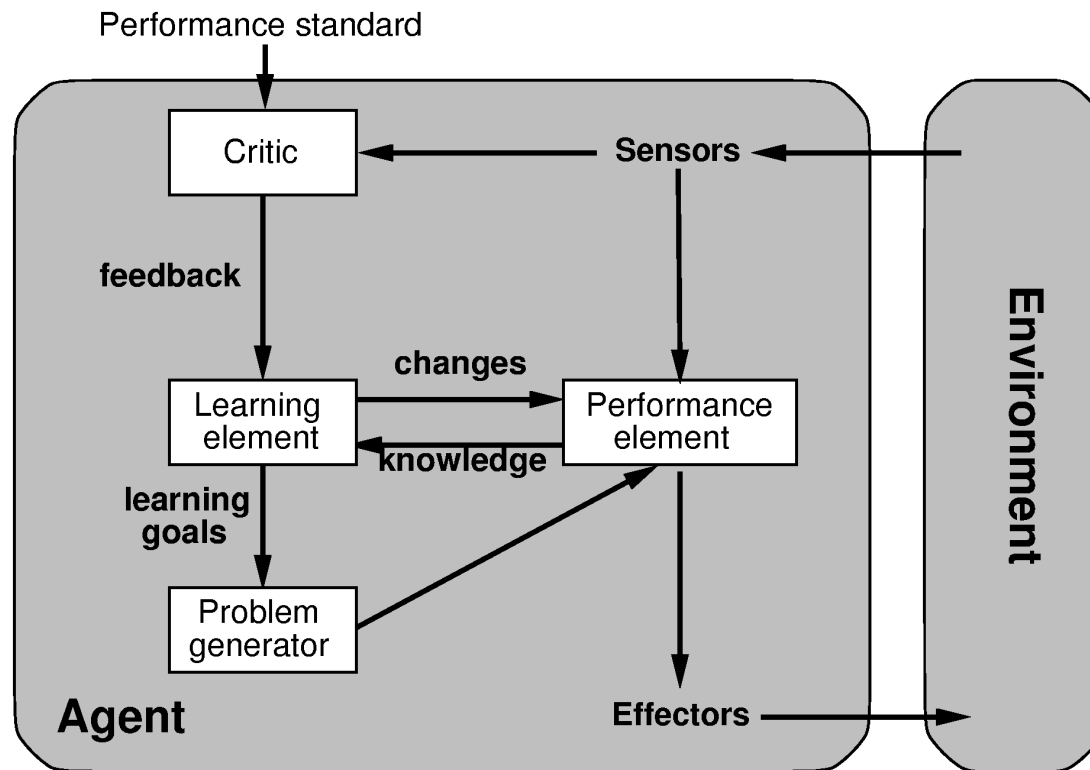 Performance standard
Critic
Sensors
feedback
changes
Learning
element
Performance
element
knowledge
learning
goals
Problem
generator
Agent
Effectors
Environment